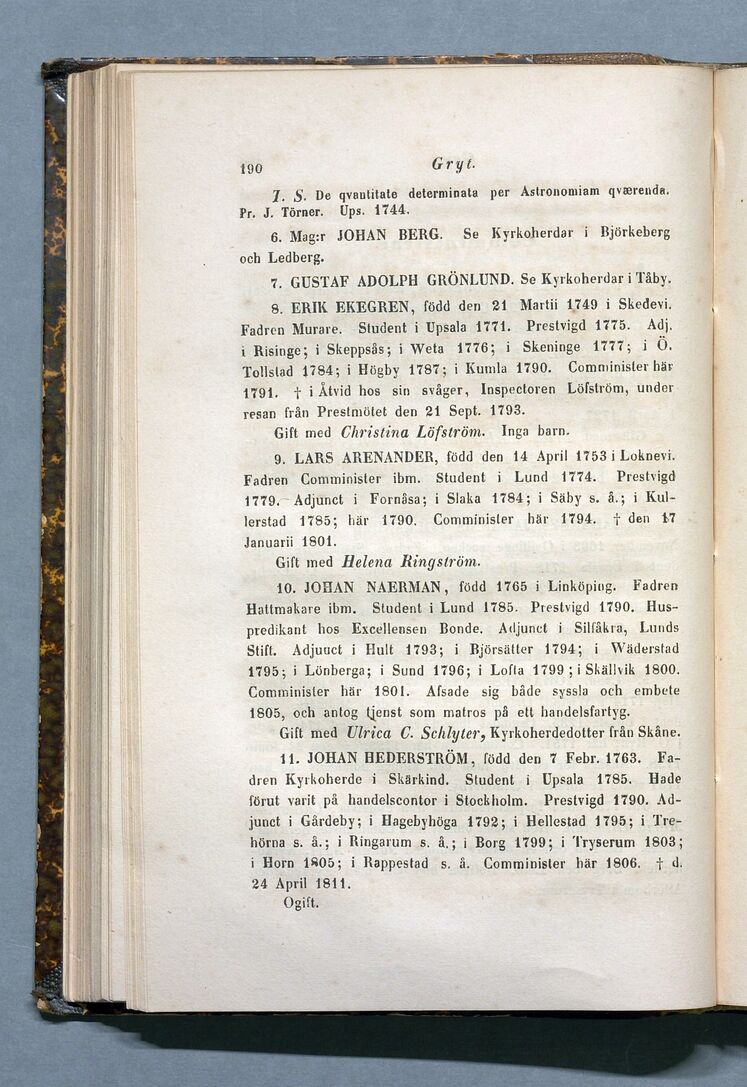 190 Gryt.
I. S. De qvantitate determinata per Astronomiam qværenda.
Pr. J. Törner. Ups. 1744.
6. Mag:r JOHAN BERG. Se Kyrkoherdar i Björkeberg
och Ledberg.
7. GUSTAF ADOLPH GRÖNLUND. Se Kyrkoherdar i Tåby.
8. ERIK EKEGREN, född den 21 Martii 1749 i Skedevi.
Fadren Murare. Student i Upsala 1771. Prestvigd 1775. Adj.
i Risinge; i Skeppsås; i Weta 1776; i Skeninge 1777; i Ö.
Tollstad 1784; i Högby 1787; i Kumla 1790. Comminister här
1791. † i Åtvid hos sin svåger, Inspectoren Löfström, under
resan från Prestmötet den 21 Sept. 1793.
Gift med Christina Löfström. Inga barn.
9. LARS ARENANDER, född den 14 April 1753 i Loknevi.
Fadren Comminister ibm. Student i Lund 1774. Prestvigd
1779. Adjunct i Fornåsa; i Slaka 1784; i Säby s. å.; i Kul-
lerstad 1785; här 1790. Comminister här 1794. † den 17
Januarii 1801.
Gift med Helena Ringström.
10. JOHAN NAERMAN, född 1765 i Linköping. Fadren
Hattmakare ibm. Student i Lund 1785. Prestvigd 1790. Hus-
predikant hos Excellensen Bonde. Adjunct i Silfåkra, Lunds
Stift. Adjunct i Hult 1793; i Björsätter 1794; i Wäderstad
1795; i Lönberga; i Sund 1796; i Lofta 1799; i Skällvik 1800.
Comminister här 1801. Afsade sig både syssla och embete
1805, och antog tjenst som matros på ett handelsfartyg.
Gift med Ulrica C. Schlyter, Kyrkoherdedotter från Skåne.
11. JOHAN HEDERSTRÖM, född den 7 Febr. 1763. Fa-
dren Kyrkoherde i Skärkind. Student i Upsala 1785. Hade
förut varit på handelscontor i Stockholm. Prestvigd 1790. Ad-
junct i Gårdeby; i Hagebyhöga 1792; i Hellestad 1795; i Tre-
hörna s. å.; i Ringarum s. å.; i Borg 1799; i Tryserum 1803;
i Horn 1805; i Rappestad s. å. Comminister här 1806. † d.
24 April 1811.
Ogift.